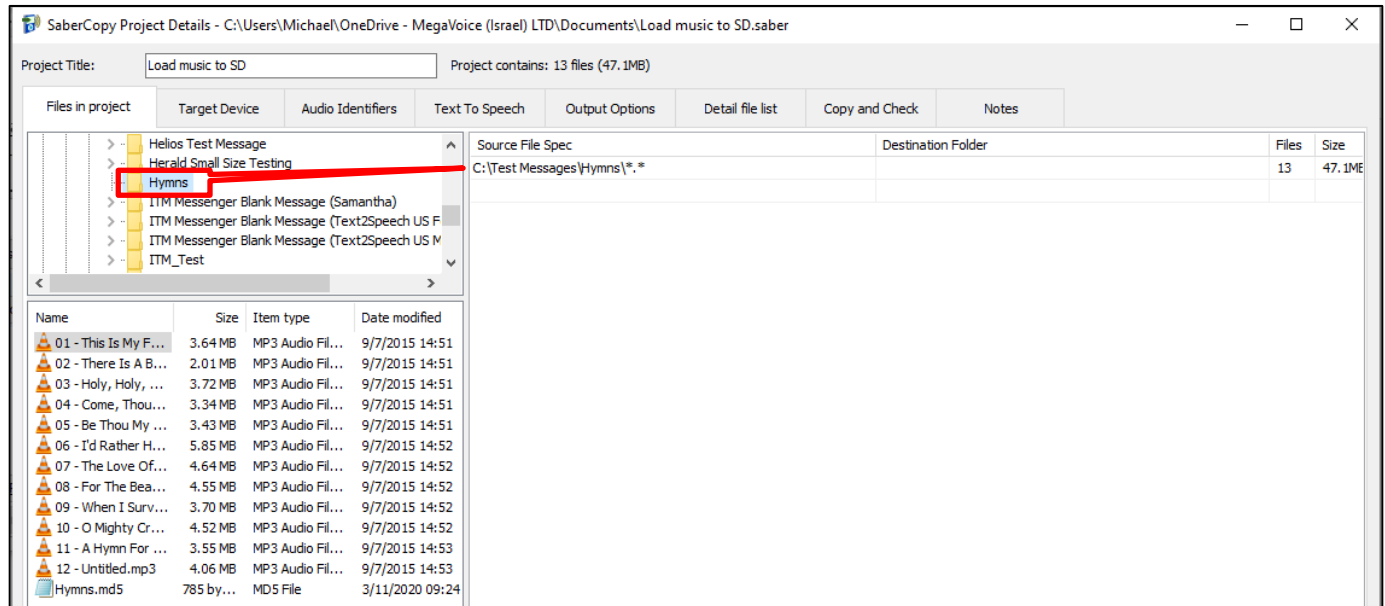 SaberCopy Project Details - C:\Users\Michael\OneDrive - MegaVoice (Israel) LTD\Documents\Load music to SD.saber
Project Title: Load music to SD Project contains: 13 files (47.1MB)
Files in project Target Device Audio Identifiers Text To Speech Output Options Detail file list Copy and Check Notes
Helios Test Message
Herald Small Size Testing
Hymns
ITM Messenger Blank Message (Samantha)
ITM Messenger Blank Message (Text2Speech US F
ITM Messenger Blank Message (Text2Speech US M
ITM_Test
Source File Spec Destination Folder Files Size
C:\Test Messages\Hymns\*.* 13 47.1ME
Name Size Item type Date modified
01 - This Is My F... 3.64 MB MP3 Audio Fil... 9/7/2015 14:51
02 - There Is A B... 2.01 MB MP3 Audio Fil... 9/7/2015 14:51
03 - Holy, Holy, ... 3.72 MB MP3 Audio Fil... 9/7/2015 14:51
04 - Come, Thou... 3.34 MB MP3 Audio Fil... 9/7/2015 14:51
05 - Be Thou My ... 3.43 MB MP3 Audio Fil... 9/7/2015 14:51
06 - I'd Rather H... 5.85 MB MP3 Audio Fil... 9/7/2015 14:52
07 - The Love Of... 4.64 MB MP3 Audio Fil... 9/7/2015 14:52
08 - For The Bea... 4.55 MB MP3 Audio Fil... 9/7/2015 14:52
09 - When I Surv... 3.70 MB MP3 Audio Fil... 9/7/2015 14:52
10 - O Mighty Cr... 4.52 MB MP3 Audio Fil... 9/7/2015 14:52
11 - A Hymn For ... 3.55 MB MP3 Audio Fil... 9/7/2015 14:53
12 - Untitled.mp3 4.06 MB MP3 Audio Fil... 9/7/2015 14:53
Hymns.md5 785 by... MD5 File 3/11/2020 09:24